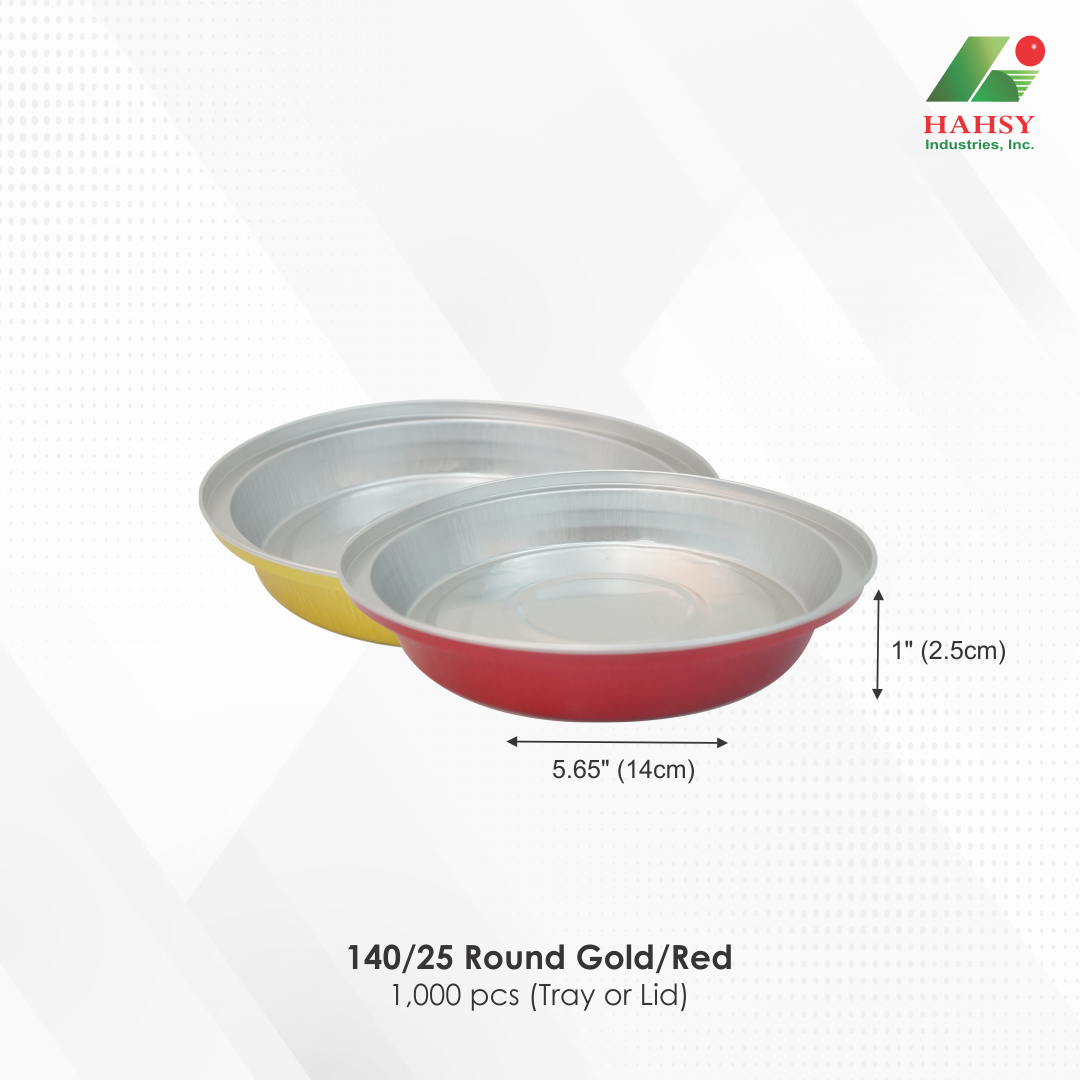 HAHSY
Industries, Inc.
1" (2.5cm)
5.65" (14cm)
140/25 Round Gold/Red
1,000 pcs (Tray or Lid)